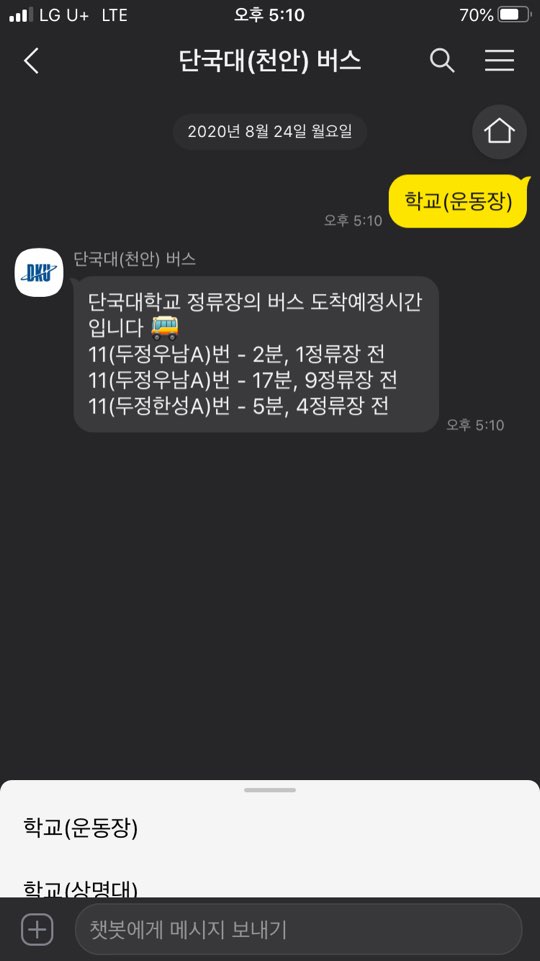 LG U+ LTE 오후 5:10 70%
단국대(천안) 버스
2020년 8월 24일 월요일
학교(운동장)
오후 5:10
단국대(천안) 버스
DKU
단국대학교 정류장의 버스 도착예정시간
입니다 🚌
11(두정우남A)번 - 2분, 1정류장 전
11(두정우남A)번 - 17분, 9정류장 전
11(두정한성A)번 - 5분, 4정류장 전
오후 5:10
학교(운동장)
학교(상명대)
챗봇에게 메시지 보내기